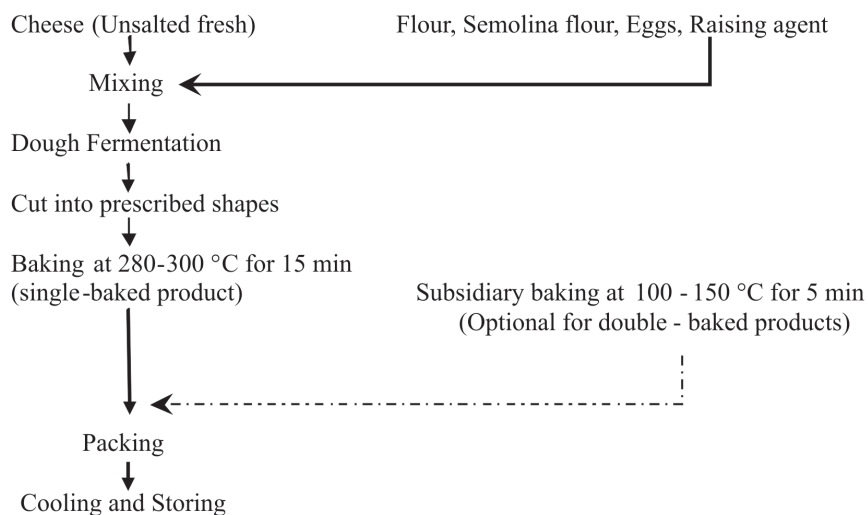 Cheese (Unsalted fresh)
Flour, Semolina flour, Eggs, Raising agent
Mixing
Dough Fermentation
Cut into prescribed shapes
Baking at 280-300 °C for 15 min
(single-baked product)
Subsidiary baking at 100 - 150 °C for 5 min
(Optional for double - baked products)
Packing
Cooling and Storing